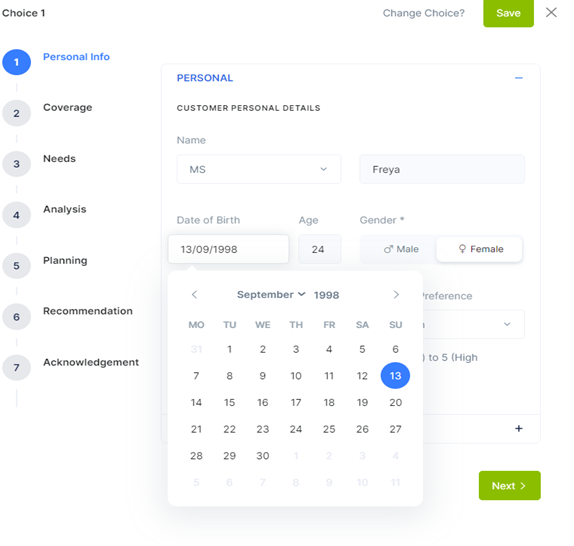 Choice 1
Change Choice?
Save
1 Personal Info
2 Coverage
3 Needs
4 Analysis
5 Planning
6 Recommendation
7 Acknowledgement
PERSONAL
CUSTOMER PERSONAL DETAILS
Name
MS
Freya
Date of Birth Age Gender *
13/09/1998 24 Male Female
September 1998
MO TU WE TH FR SA SU
31 1 2 3 4 5 6
7 8 9 10 11 12 13
14 15 16 17 18 19 20
21 22 23 24 25 26 27
28 29 30 1 2 3 4
5 6 7 8 9 10 11
Preference
) to 5 (High
Next